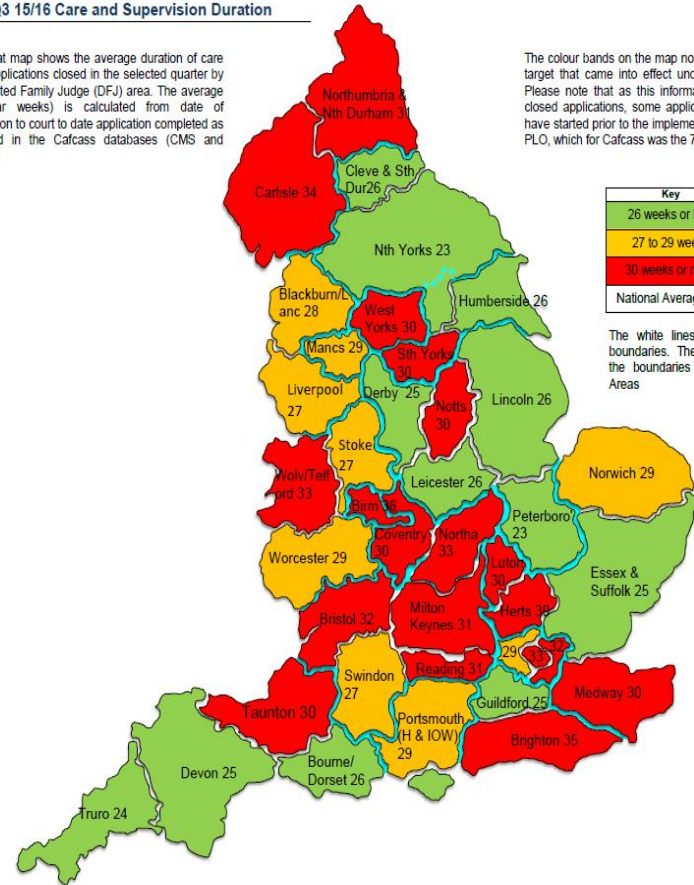 Q3 15/16 Care and Supervision Duration
at map shows the average duration of care
plications closed in the selected quarter by
ted Family Judge (DFJ) area. The average
ar weeks) is calculated from date of
on to court to date application completed as
d in the Cafcass databases (CMS and
The colour bands on the map no
target that came into effect und
Please note that as this informa
closed applications, some applic
have started prior to the impleme
PLO, which for Cafcass was the 7
Key
26 weeks or
27 to 29 wee
30 weeks or
National Averag
The white lines
boundaries. The
the boundaries
Areas
Northumbria &
Nth Durham 31
Carlisle 34
Cleve & Sth
Dur26
Nth Yorks 23
Blackburn/L
anc 28
West
Yorks 30
Humberside 26
Mancs 29
Sth Yorks
30
Liverpool
27
Derby 25
Notts
30
Lincoln 26
Stoke
27
Wolv/Telf
ord 33
Leicester 26
Norwich 29
Birm 36
Peterboro
23
Coventry
30
Northa
33
Luton
30
Worcester 29
Essex &
Suffolk 25
Bristol 32
Milton
Keynes 31
Herts 30
29
33
32
Swindon
27
Reading 31
Taunton 30
Guildford 25
Medway 30
Portsmouth
(H & IOW)
29
Brighton 35
Devon 25
Bourne/
Dorset 26
Truro 24